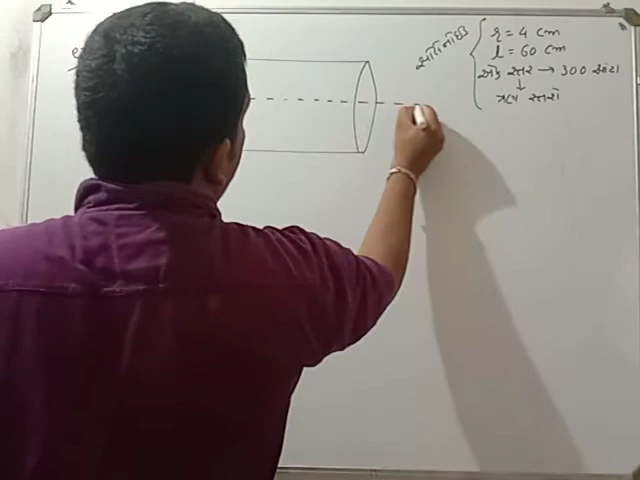 સોલિનોઇડ
r = 4 cm
l = 60 cm
એક સ્તર → 300 આંટા
↓
ત્રણ સ્તરો